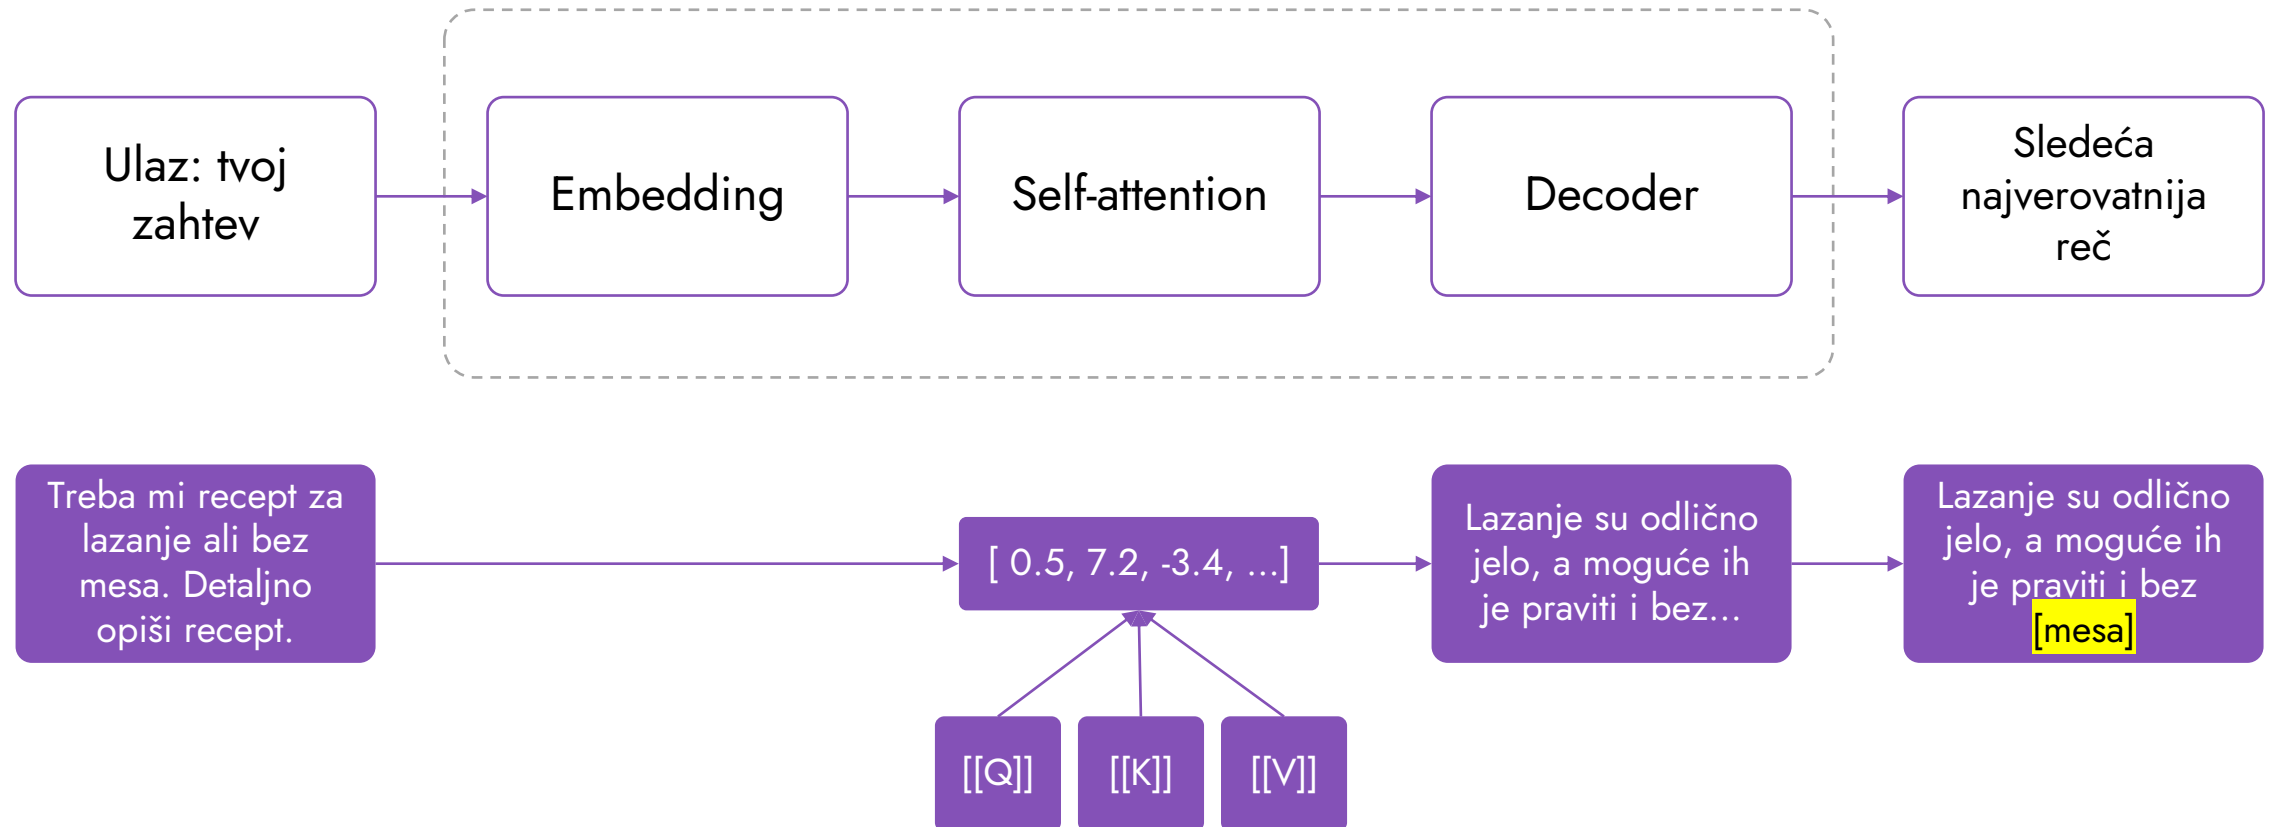 Ulaz: tvoj
zahtev
Embedding
Self-attention
Decoder
Sledeća
najverovatnija
reč
Treba mi recept za
lazanje ali bez
mesa. Detaljno
opiši recept.
[ 0.5, 7.2, -3.4, ...]
Lazanje su odlično
jelo, a moguće ih
je praviti i bez...
Lazanje su odlično
jelo, a moguće ih
je praviti i bez
[mesa]
[[Q]]
[[K]]
[[V]]